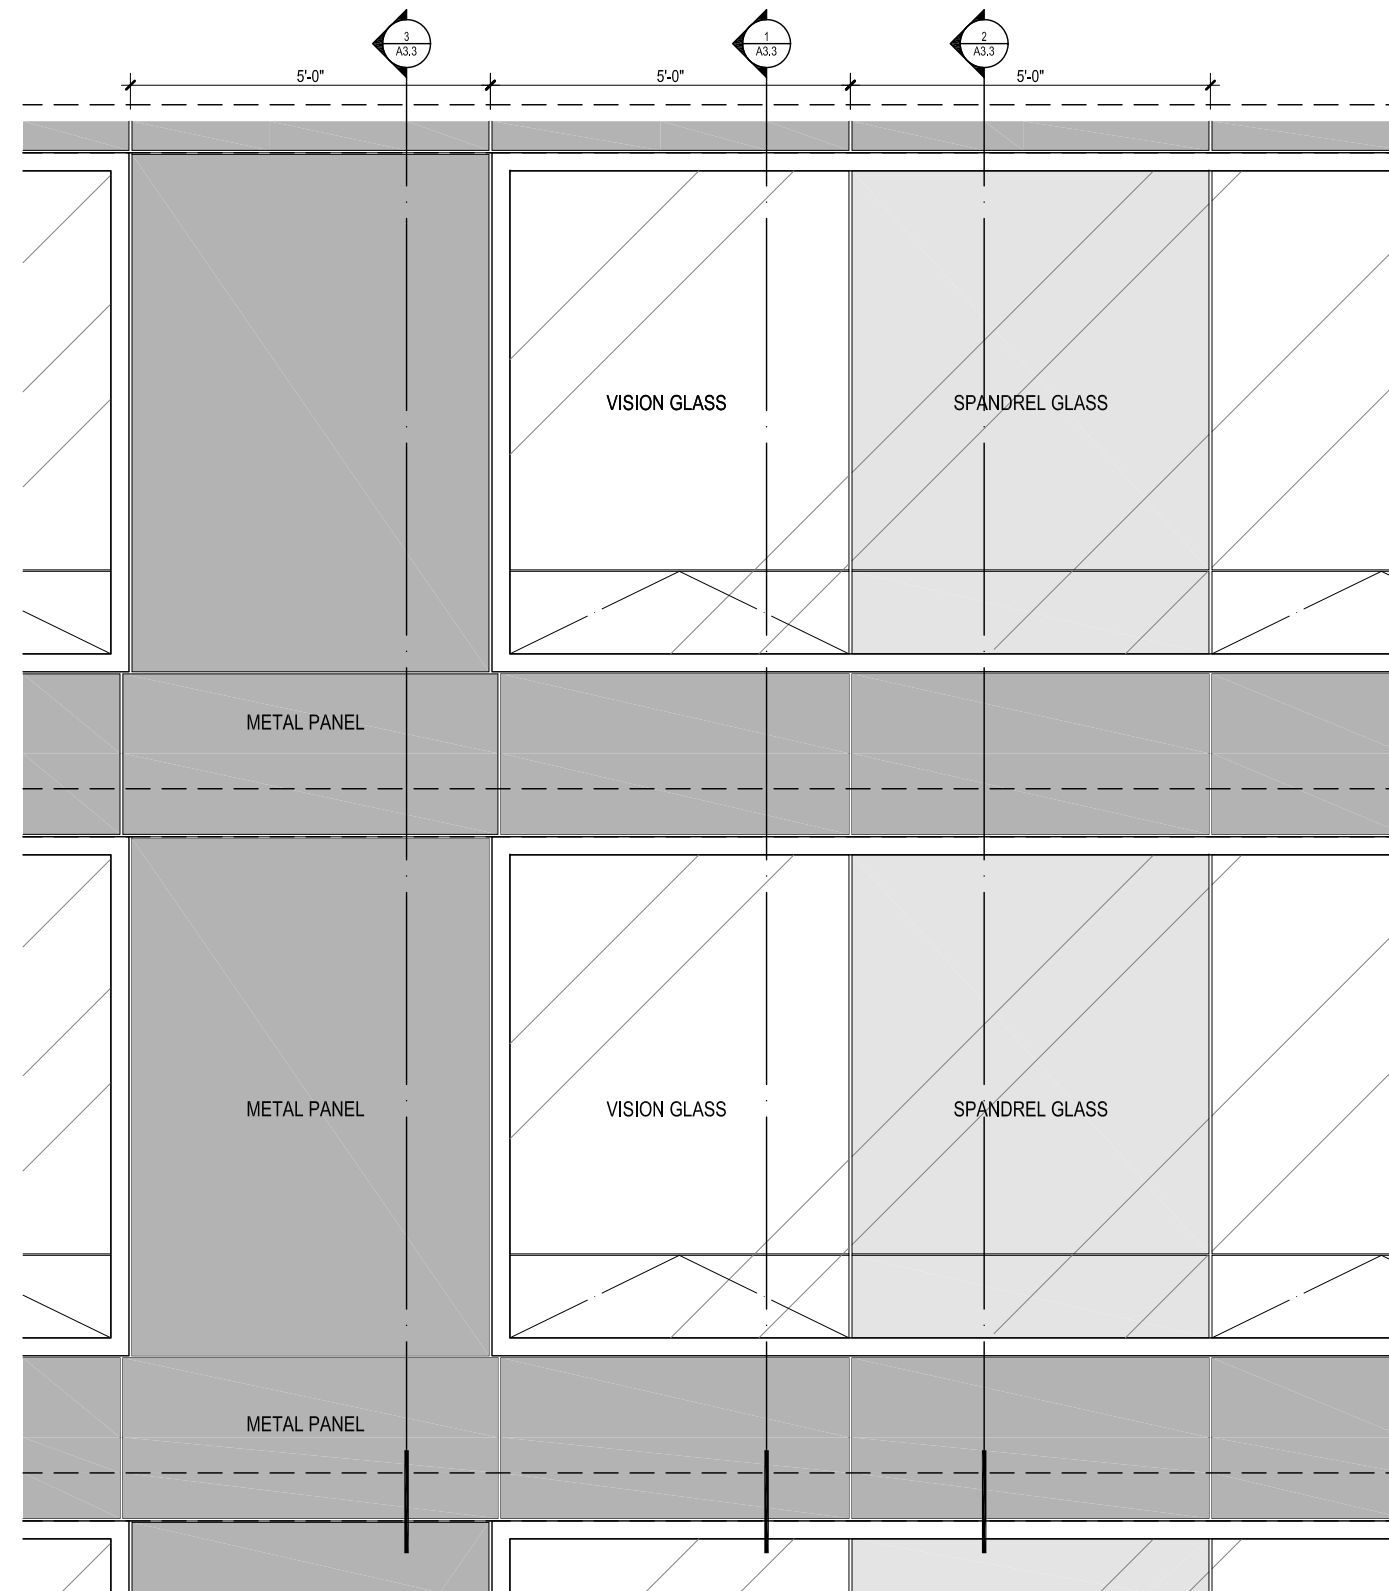 3
A3.3
1
A3.3
2
A3.3
5'-0"
5'-0"
5'-0"
VISION GLASS
SPANDREL GLASS
METAL PANEL
METAL PANEL
VISION GLASS
SPANDREL GLASS
METAL PANEL